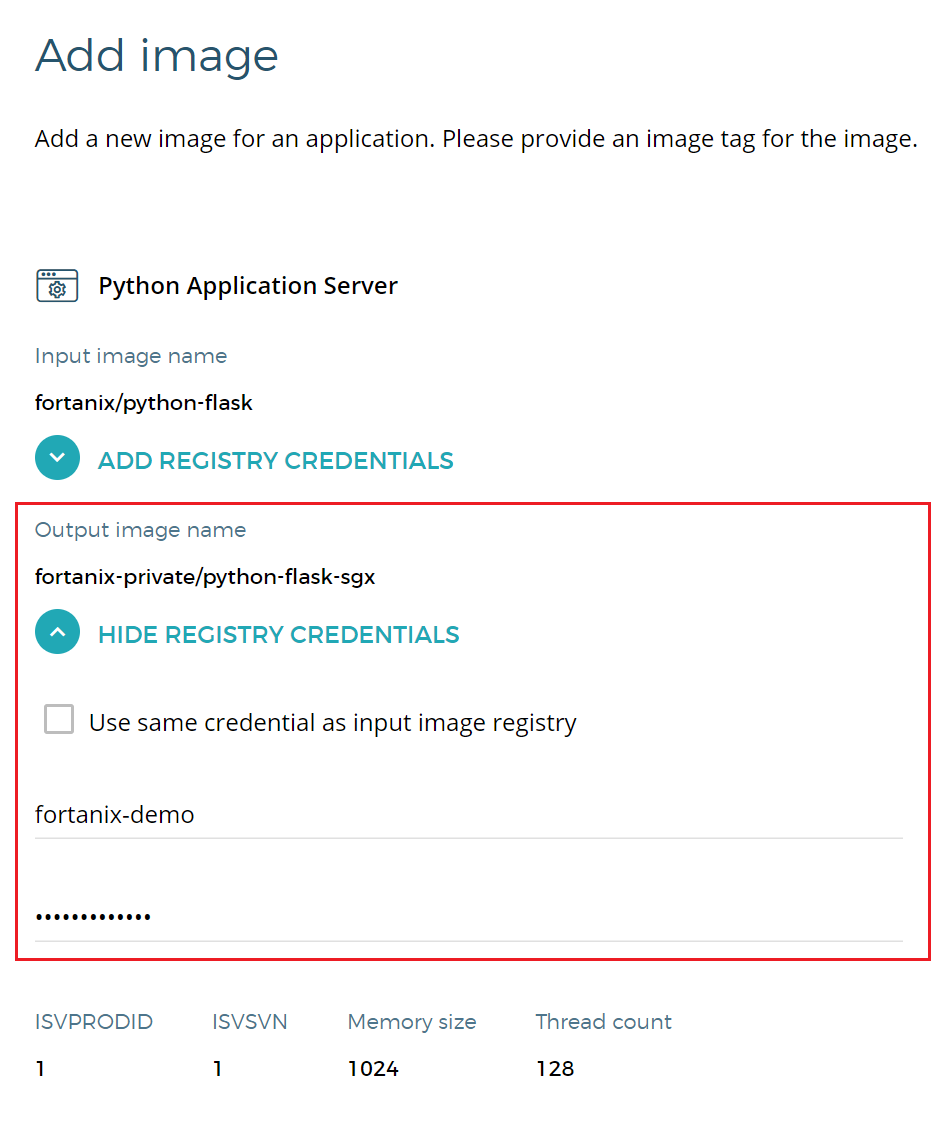 Add image
Add a new image for an application. Please provide an image tag for the image.
Python Application Server
Input image name
fortanix/python-flask
ADD REGISTRY CREDENTIALS
Output image name
fortanix-private/python-flask-sgx
HIDE REGISTRY CREDENTIALS
Use same credential as input image registry
fortanix-demo
•••••••••••••
ISVPRODID ISVSVN Memory size Thread count
1 1 1024 128